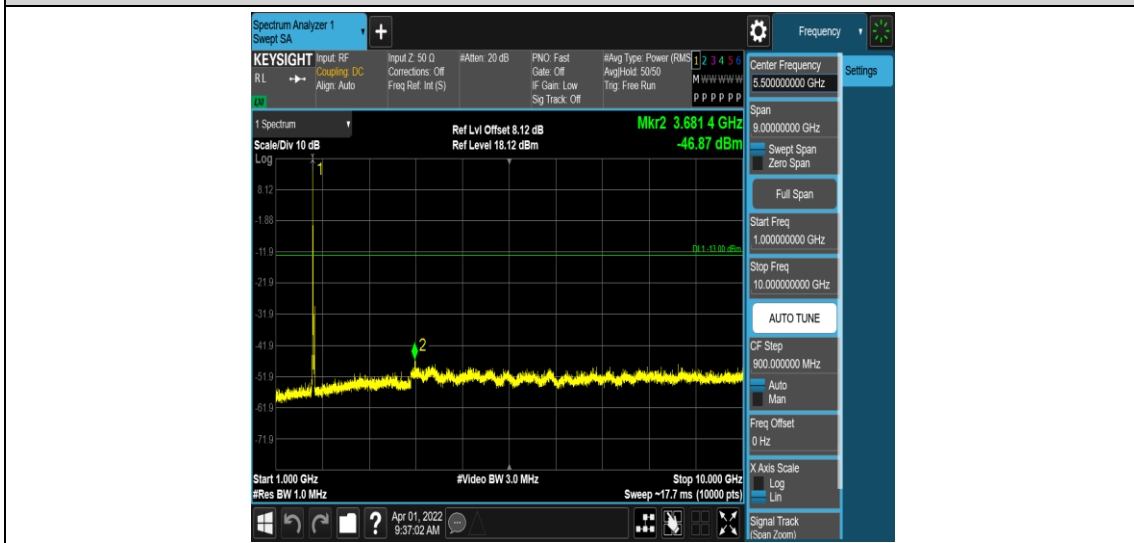 Spectrum Analyzer 1
Swept SA
Frequency
KEYSIGHT
RL
Input: RF
Coupling: DC
Align: Auto
Input Z: 50 Ω
Corrections: Off
Freq Ref: Int (S)
#Atten: 20 dB
PNO: Fast
Gate: Off
IF Gain: Low
Sig Track: Off
#Avg Type: Power (RMS
Avg|Hold: 50/50
Trig: Free Run
1 2 3 4 5 6
M W W W W W
P P P P P P
1 Spectrum
Scale/Div 10 dB
Log
Ref Lvl Offset 8.12 dB
Ref Level 18.12 dBm
Mkr2 3.681 4 GHz
-46.87 dBm
1
8.12
-1.88
-11.9
DL1 -13.00 dBm
-21.9
-31.9
-41.9
2
-51.9
-61.9
-71.9
Start 1.000 GHz
#Res BW 1.0 MHz
#Video BW 3.0 MHz
Stop 10.000 GHz
Sweep ~17.7 ms (10000 pts)
Center Frequency
5.500000000 GHz
Settings
Span
9.00000000 GHz
Swept Span
Zero Span
Full Span
Start Freq
1.000000000 GHz
Stop Freq
10.000000000 GHz
AUTO TUNE
CF Step
900.000000 MHz
Auto
Man
Freq Offset
0 Hz
X Axis Scale
Log
Lin
Signal Track
(Span Zoom)
?
Apr 01, 2022
9:37:02 AM